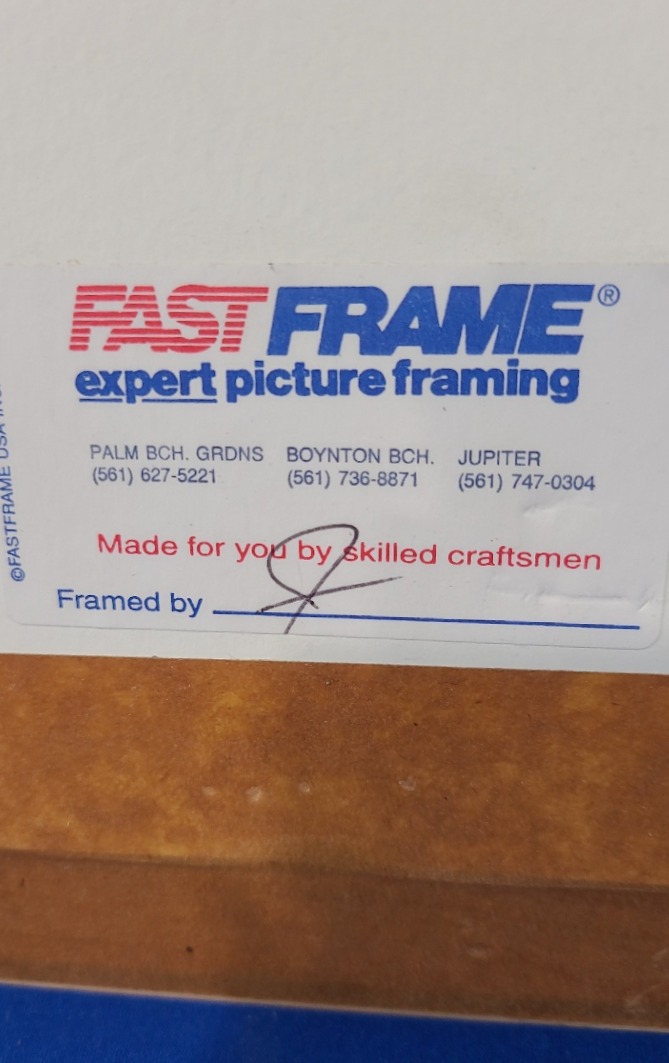 FASTFRAME®
expert picture framing
PALM BCH. GRDNS BOYNTON BCH. JUPITER
(561) 627-5221 (561) 736-8871 (561) 747-0304
Made for you by skilled craftsmen
Framed by
©FASTFRAME USA